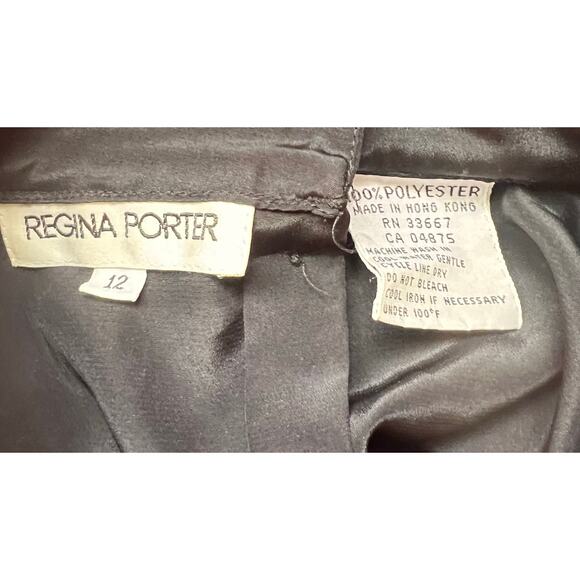 REGINA PORTER
12
00% POLYESTER
MADE IN HONG KONG
RN 33667
CA 04875
MACHINE WASH IN
COOL WATER GENTLE
CYCLE LINE DRY
DO NOT BLEACH
COOL IRON IF NECESSARY
UNDER 100°F